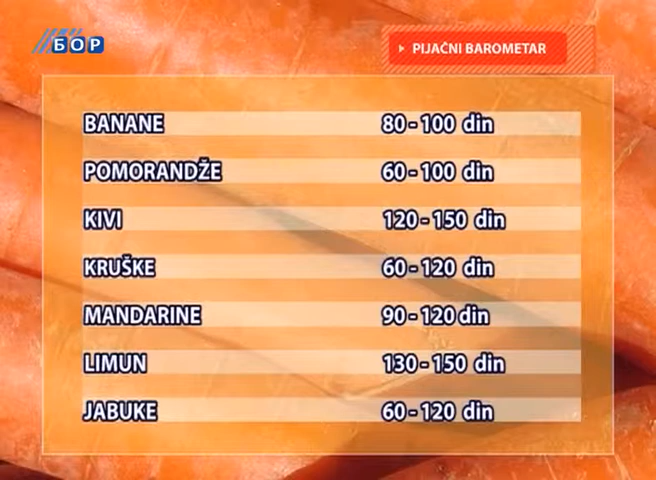 БОР
PIJAČNI BAROMETAR
BANANE 80-100 din
POMORANDŽE 60-100 din
KIVI 120-150 din
KRUŠKE 60-120 din
MANDARINE 90-120 din
LIMUN 130-150 din
JABUKE 60-120 din